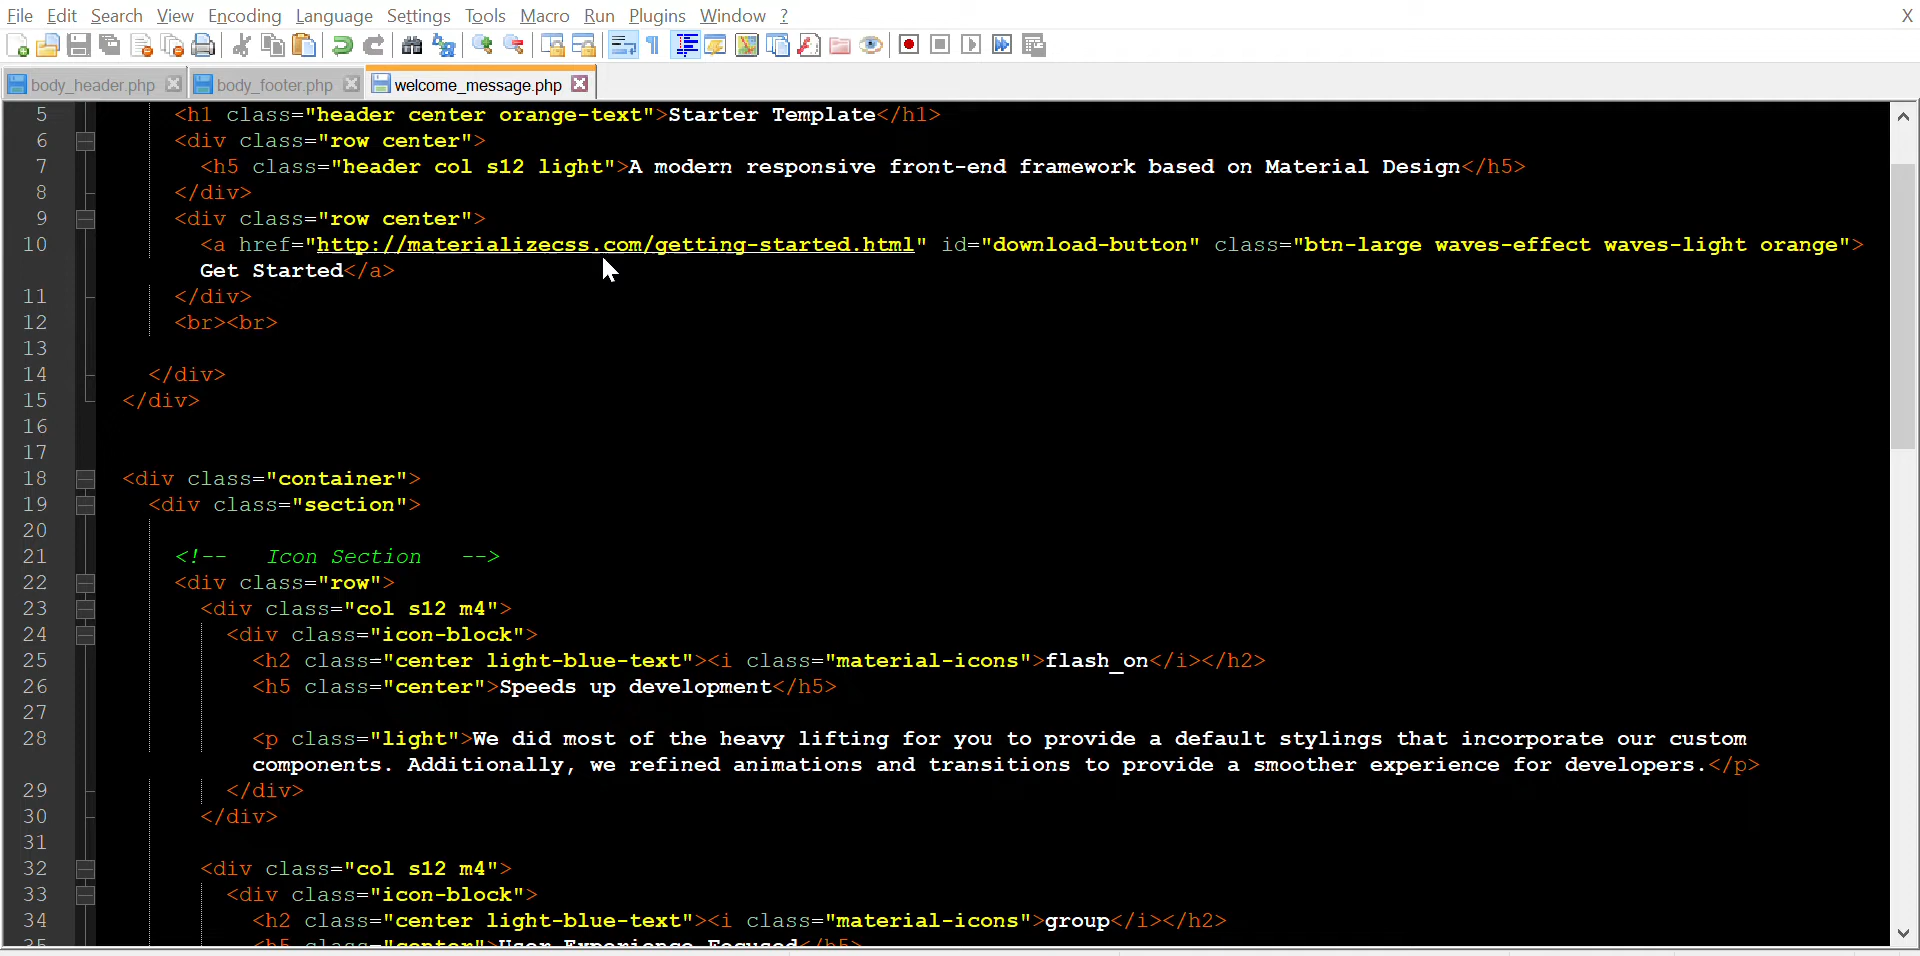 File Edit Search View Encoding Language Settings Tools Macro Run Plugins Window ? X
body_header.php body_footer.php welcome_message.php
5 <h1 class="header center orange-text">Starter Template</h1>
6 <div class="row center">
7 <h5 class="header col s12 light">A modern responsive front-end framework based on Material Design</h5>
8 </div>
9 <div class="row center">
10 <a href="http://materializecss.com/getting-started.html" id="download-button" class="btn-large waves-effect waves-light orange">
Get Started</a>
11 </div>
12 <br><br>
13
14 </div>
15 </div>
16
17
18 <div class="container">
19 <div class="section">
20
21 <!-- Icon Section -->
22 <div class="row">
23 <div class="col s12 m4">
24 <div class="icon-block">
25 <h2 class="center light-blue-text"><i class="material-icons">flash_on</i></h2>
26 <h5 class="center">Speeds up development</h5>
27
28 <p class="light">We did most of the heavy lifting for you to provide a default stylings that incorporate our custom
components. Additionally, we refined animations and transitions to provide a smoother experience for developers.</p>
29 </div>
30 </div>
31
32 <div class="col s12 m4">
33 <div class="icon-block">
34 <h2 class="center light-blue-text"><i class="material-icons">group</i></h2>
35 <h5 class="center">User Experience Focused</h5>